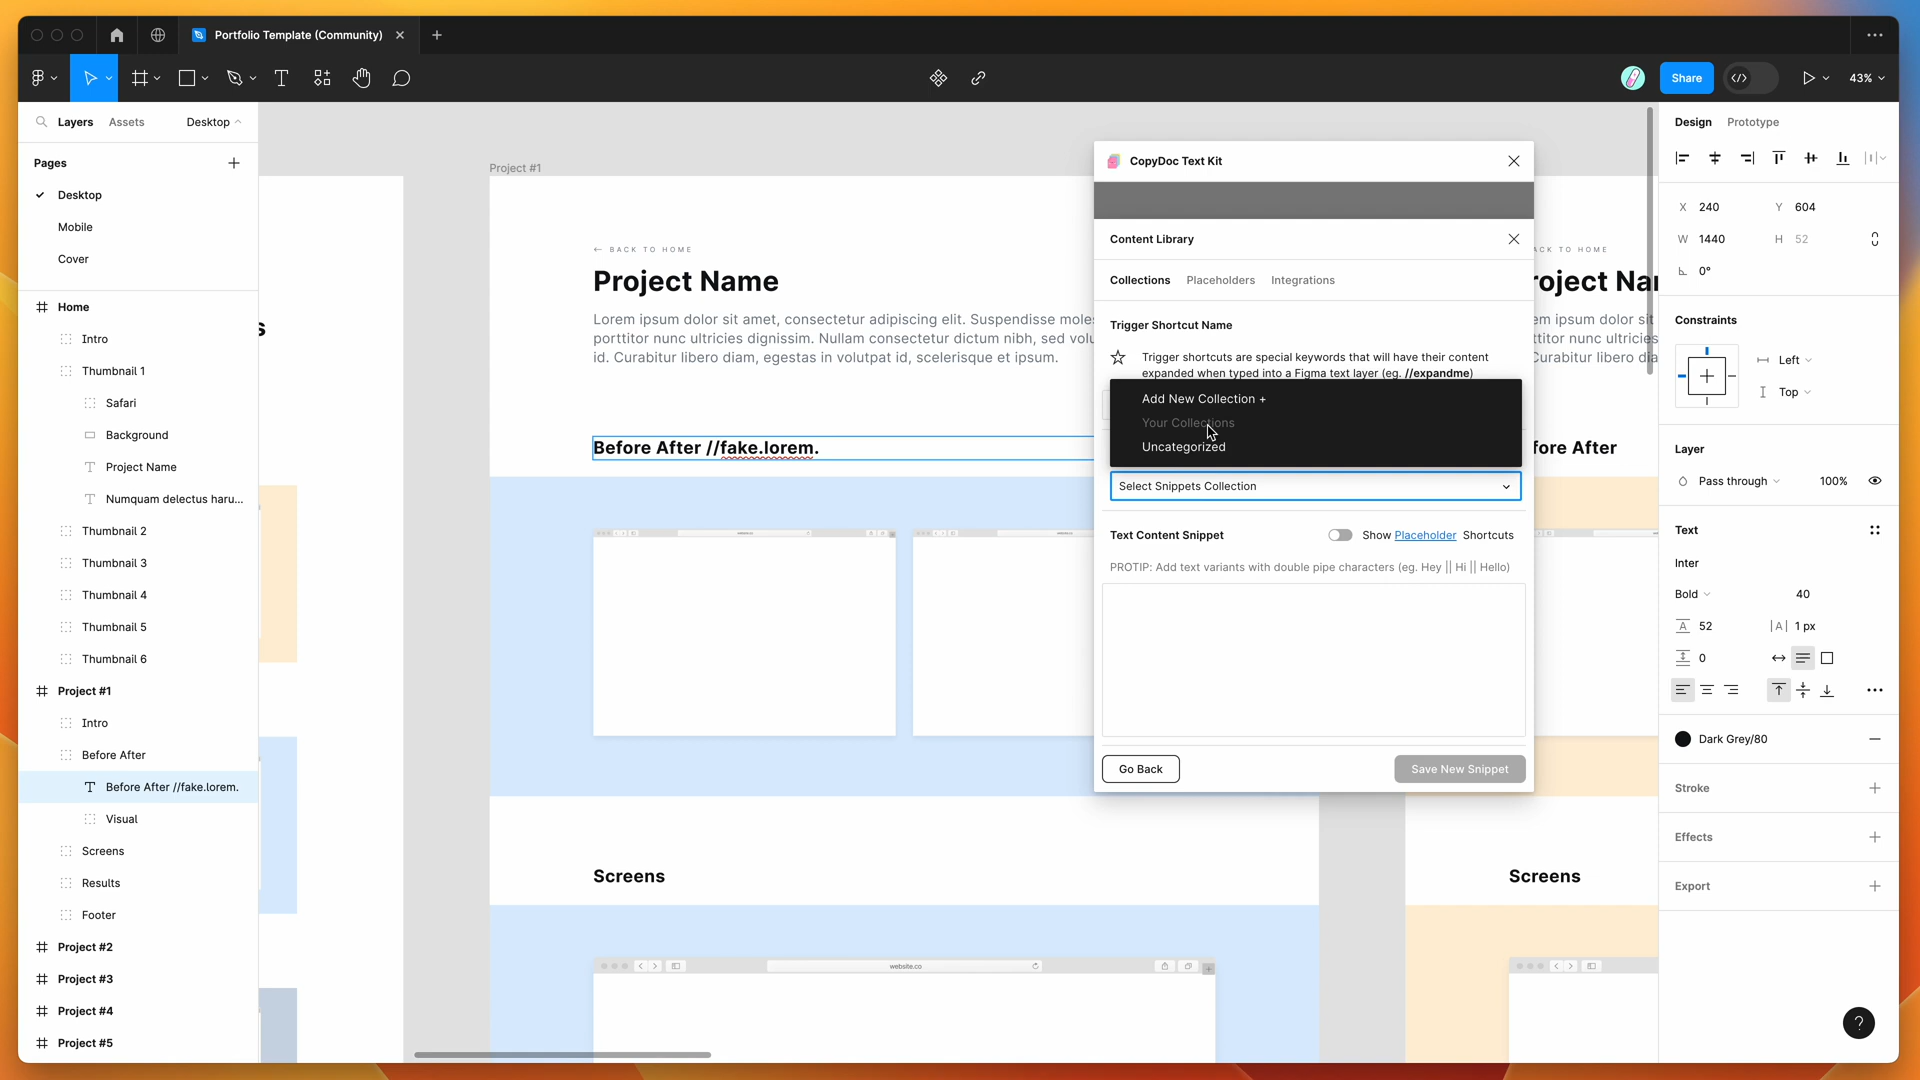 Portfolio Template (Community)
Share
43%
Layers
Assets
Desktop
Pages
Desktop
Mobile
Cover
Home
Intro
Thumbnail 1
Safari
Background
Project Name
Numquam delectus haru...
Thumbnail 2
Thumbnail 3
Thumbnail 4
Thumbnail 5
Thumbnail 6
Project #1
Intro
Before After
Before After //fake.lorem.
Visual
Screens
Results
Footer
Project #2
Project #3
Project #4
Project #5
s
Project #1
← BACK TO HOME
Project Name
Lorem ipsum dolor sit amet, consectetur adipiscing elit. Suspendisse moles
porttitor nunc ultricies dignissim. Nullam consectetur dictum nibh, sed volu
id. Curabitur libero diam, egestas in volutpat id, scelerisque et ipsum.
Before After //fake.lorem.
website.co
Screens
website.co
CopyDoc Text Kit
Content Library
Collections
Placeholders
Integrations
Trigger Shortcut Name
Trigger shortcuts are special keywords that will have their content
expanded when typed into a Figma text layer (eg. //expandme)
Add New Collection +
Your Collections
Uncategorized
Select Snippets Collection
Text Content Snippet
Show Placeholder Shortcuts
PROTIP: Add text variants with double pipe characters (eg. Hey || Hi || Hello)
Go Back
Save New Snippet
ACK TO HOME
roject Nar
em ipsum dolor sit
ttitor nunc ultricies
Curabitur libero dia
fore After
Screens
Design
Prototype
X 240
Y 604
W 1440
H 52
0°
Constraints
Left
Top
Layer
Pass through
100%
Text
Inter
Bold
40
A 52
|A| 1 px
0
Dark Grey/80
Stroke
Effects
Export
?